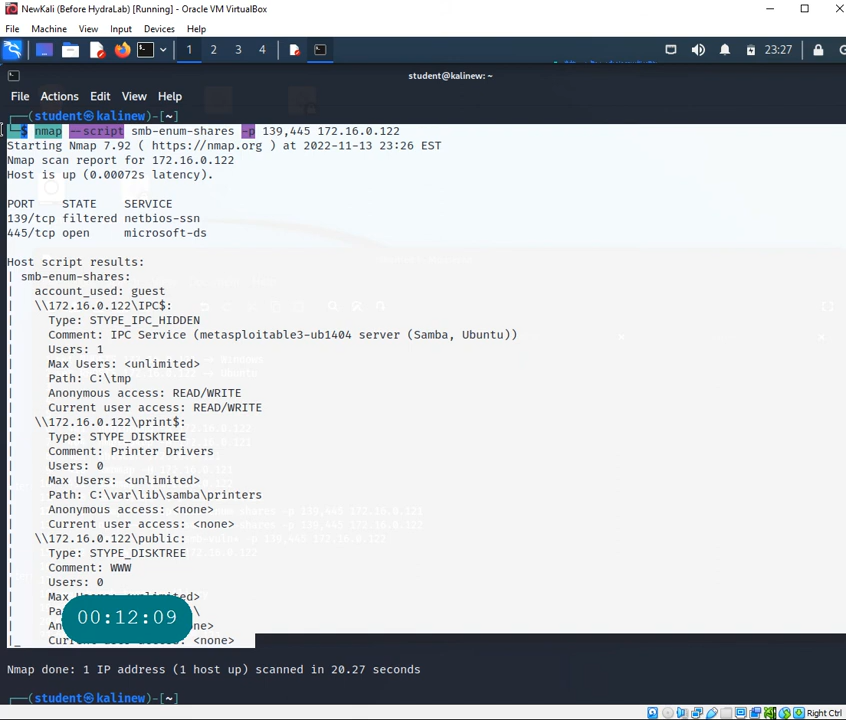 NewKali (Before HydraLab) [Running] - Oracle VM VirtualBox
File Machine View Input Devices Help
1 2 3 4 23:27
student@kalinew: ~
File Actions Edit View Help
(student㉿kalinew)-[~]
$ nmap --script smb-enum-shares -p 139,445 172.16.0.122
Starting Nmap 7.92 ( https://nmap.org ) at 2022-11-13 23:26 EST
Nmap scan report for 172.16.0.122
Host is up (0.00072s latency).
PORT STATE SERVICE
139/tcp filtered netbios-ssn
445/tcp open microsoft-ds
Host script results:
| smb-enum-shares:
| account_used: guest
| \\172.16.0.122\IPC$:
| Type: STYPE_IPC_HIDDEN
| Comment: IPC Service (metasploitable3-ub1404 server (Samba, Ubuntu))
| Users: 1
| Max Users: <unlimited>
| Path: C:\tmp
| Anonymous access: READ/WRITE
| Current user access: READ/WRITE
| \\172.16.0.122\print$:
| Type: STYPE_DISKTREE
| Comment: Printer Drivers
| Users: 0
| Max Users: <unlimited>
| Path: C:\var\lib\samba\printers
| Anonymous access: <none>
| Current user access: <none>
| \\172.16.0.122\public:
| Type: STYPE_DISKTREE
| Comment: WWW
| Users: 0
| Max Users: <unlimited>
00:12:09
|_ Current user access: <none>
Nmap done: 1 IP address (1 host up) scanned in 20.27 seconds
(student㉿kalinew)-[~]
Right Ctrl